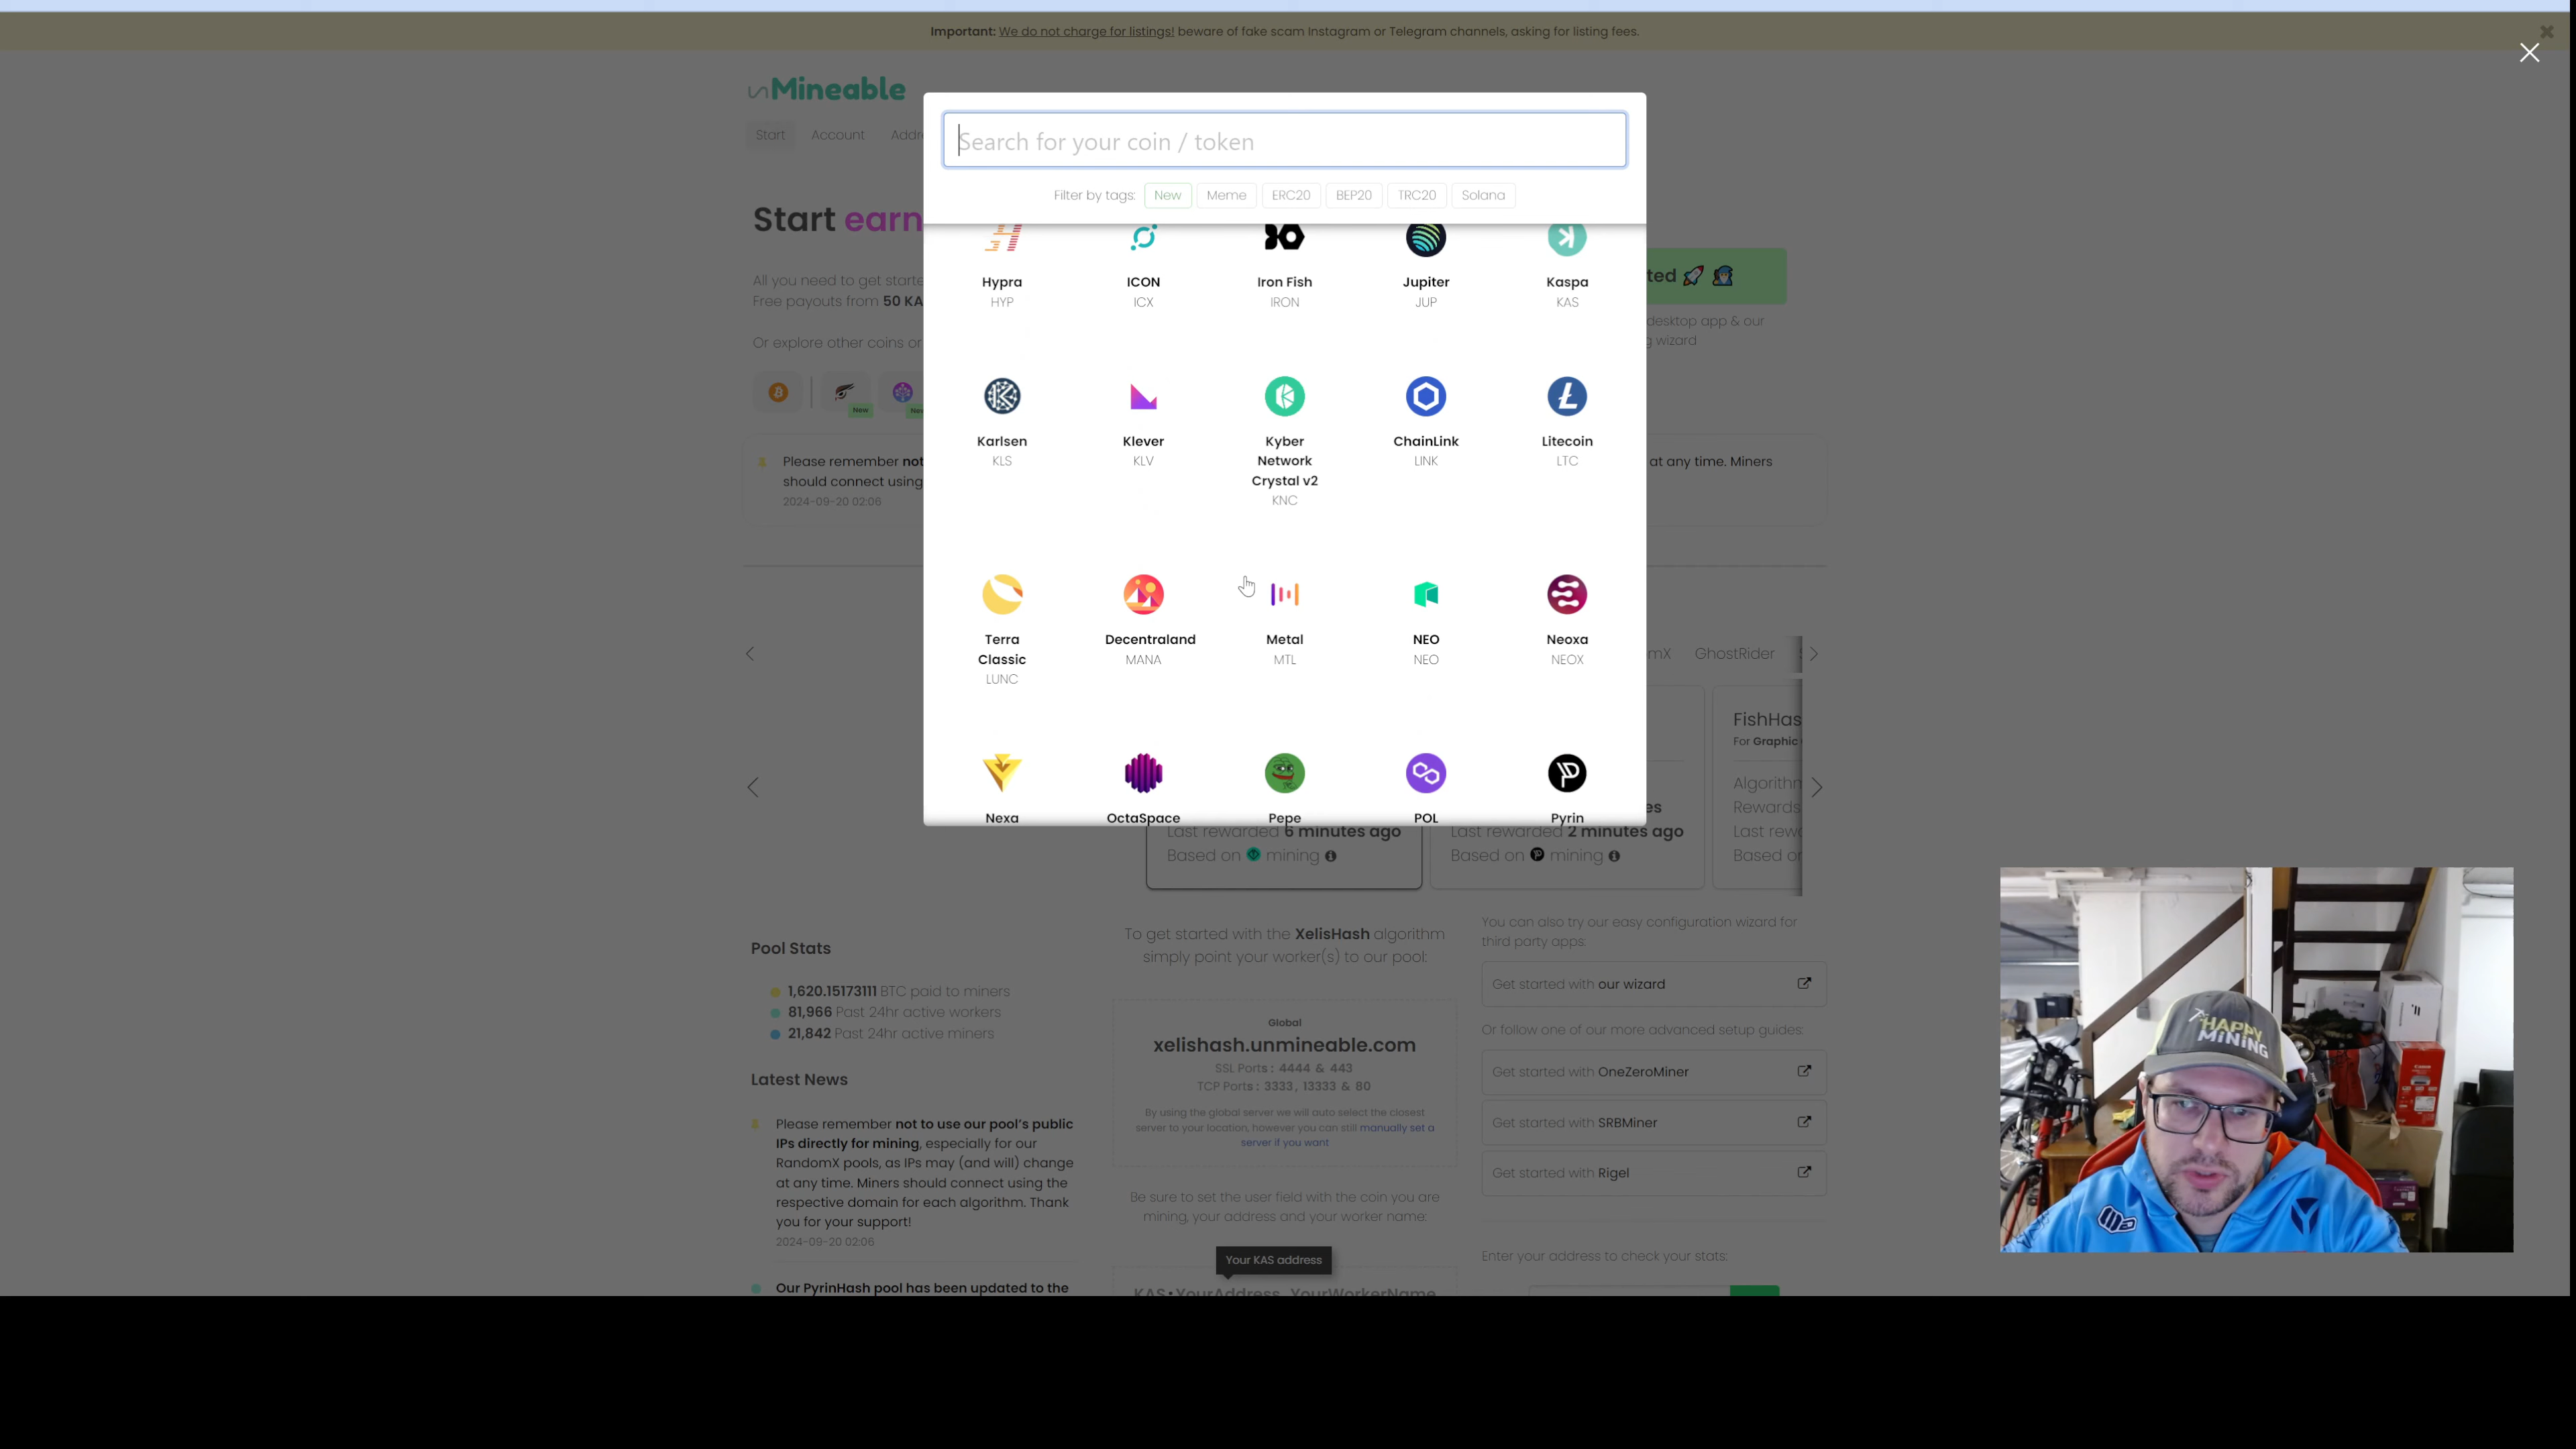 Important: We do not charge for listings! beware of fake scam Instagram or Telegram channels, asking for listing fees.
unMineable
Start Account Addr
Search for your coin / token
Filter by tags: New Meme ERC20 BEP20 TRC20 Solana
Start earn
All you need to get starte
Free payouts from 50 KA
Or explore other coins or
New
New
ted
desktop app & our
wizard
Please remember not
should connect using
2024-09-20 02:06
at any time. Miners
Hypra
HYP
ICON
ICX
Iron Fish
IRON
Jupiter
JUP
Kaspa
KAS
Karlsen
KLS
Klever
KLV
Kyber
Network
Crystal v2
KNC
ChainLink
LINK
Litecoin
LTC
Terra
Classic
LUNC
Decentraland
MANA
Metal
MTL
NEO
NEO
Neoxa
NEOX
Nexa
OctaSpace
Pepe
POL
Pyrin
mX GhostRider
FishHas
For Graphic
Algorithm
Rewards
Last rew
Based or
es
Last rewarded 6 minutes ago
Based on mining
Last rewarded 2 minutes ago
Based on mining
Pool Stats
1,620.15173111 BTC paid to miners
81,966 Past 24hr active workers
21,842 Past 24hr active miners
Latest News
Please remember not to use our pool's public
IPs directly for mining, especially for our
RandomX pools, as IPs may (and will) change
at any time. Miners should connect using the
respective domain for each algorithm. Thank
you for your support!
2024-09-20 02:06
Our PyrinHash pool has been updated to the
To get started with the XelisHash algorithm
simply point your worker(s) to our pool:
Global
xelishash.unmineable.com
SSL Ports: 4444 & 443
TCP Ports: 3333, 13333 & 80
By using the global server we will auto select the closest
server to your location, however you can still manually set a
server if you want
Be sure to set the user field with the coin you are
mining, your address and your worker name:
Your KAS address
KAS:YourAddress.YourWorkerName
You can also try our easy configuration wizard for
third party apps:
Get started with our wizard
Or follow one of our more advanced setup guides:
Get started with OneZeroMiner
Get started with SRBMiner
Get started with Rigel
Enter your address to check your stats:
HAPPY
MINING
Canon